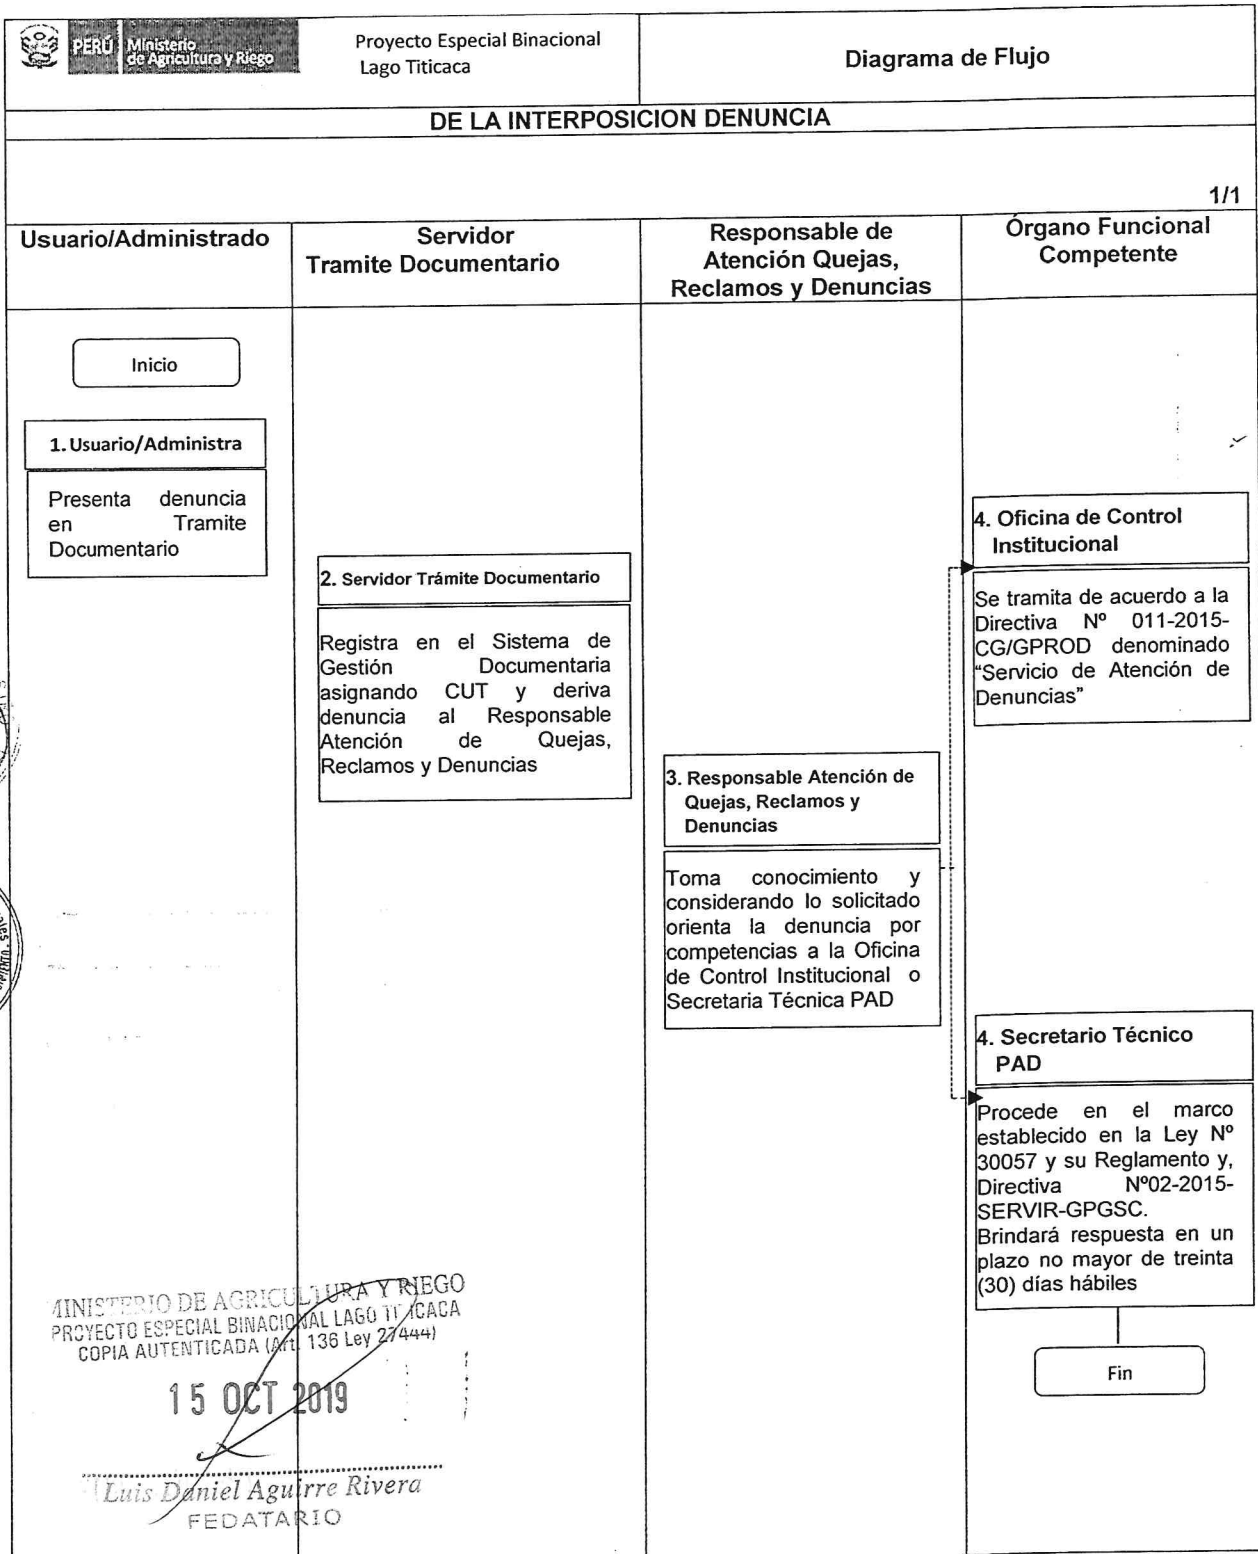 PERÚ
Ministerio
de Agricultura y Riego
Proyecto Especial Binacional
Lago Titicaca
Diagrama de Flujo
DE LA INTERPOSICION DENUNCIA
1/1
Usuario/Administrado
Servidor
Tramite Documentario
Responsable de
Atención Quejas,
Reclamos y Denuncias
Órgano Funcional
Competente
Inicio
1. Usuario/Administra
Presenta denuncia
en Tramite
Documentario
2. Servidor Trámite Documentario
Registra en el Sistema de
Gestión Documentaria
asignando CUT y deriva
denuncia al Responsable
Atención de Quejas,
Reclamos y Denuncias
3. Responsable Atención de
Quejas, Reclamos y
Denuncias
Toma conocimiento y
considerando lo solicitado
orienta la denuncia por
competencias a la Oficina
de Control Institucional o
Secretaria Técnica PAD
4. Oficina de Control
Institucional
Se tramita de acuerdo a la
Directiva Nº 011-2015-
CG/GPROD denominado
“Servicio de Atención de
Denuncias”
4. Secretario Técnico
PAD
Procede en el marco
establecido en la Ley Nº
30057 y su Reglamento y,
Directiva Nº02-2015-
SERVIR-GPGSC.
Brindará respuesta en un
plazo no mayor de treinta
(30) días hábiles
Fin
MINISTERIO DE AGRICULTURA Y RIEGO
PROYECTO ESPECIAL BINACIONAL LAGO TITICACA
COPIA AUTENTICADA (Art. 136 Ley 27444)
15 OCT 2019
Luis Daniel Aguirre Rivera
FEDATARIO